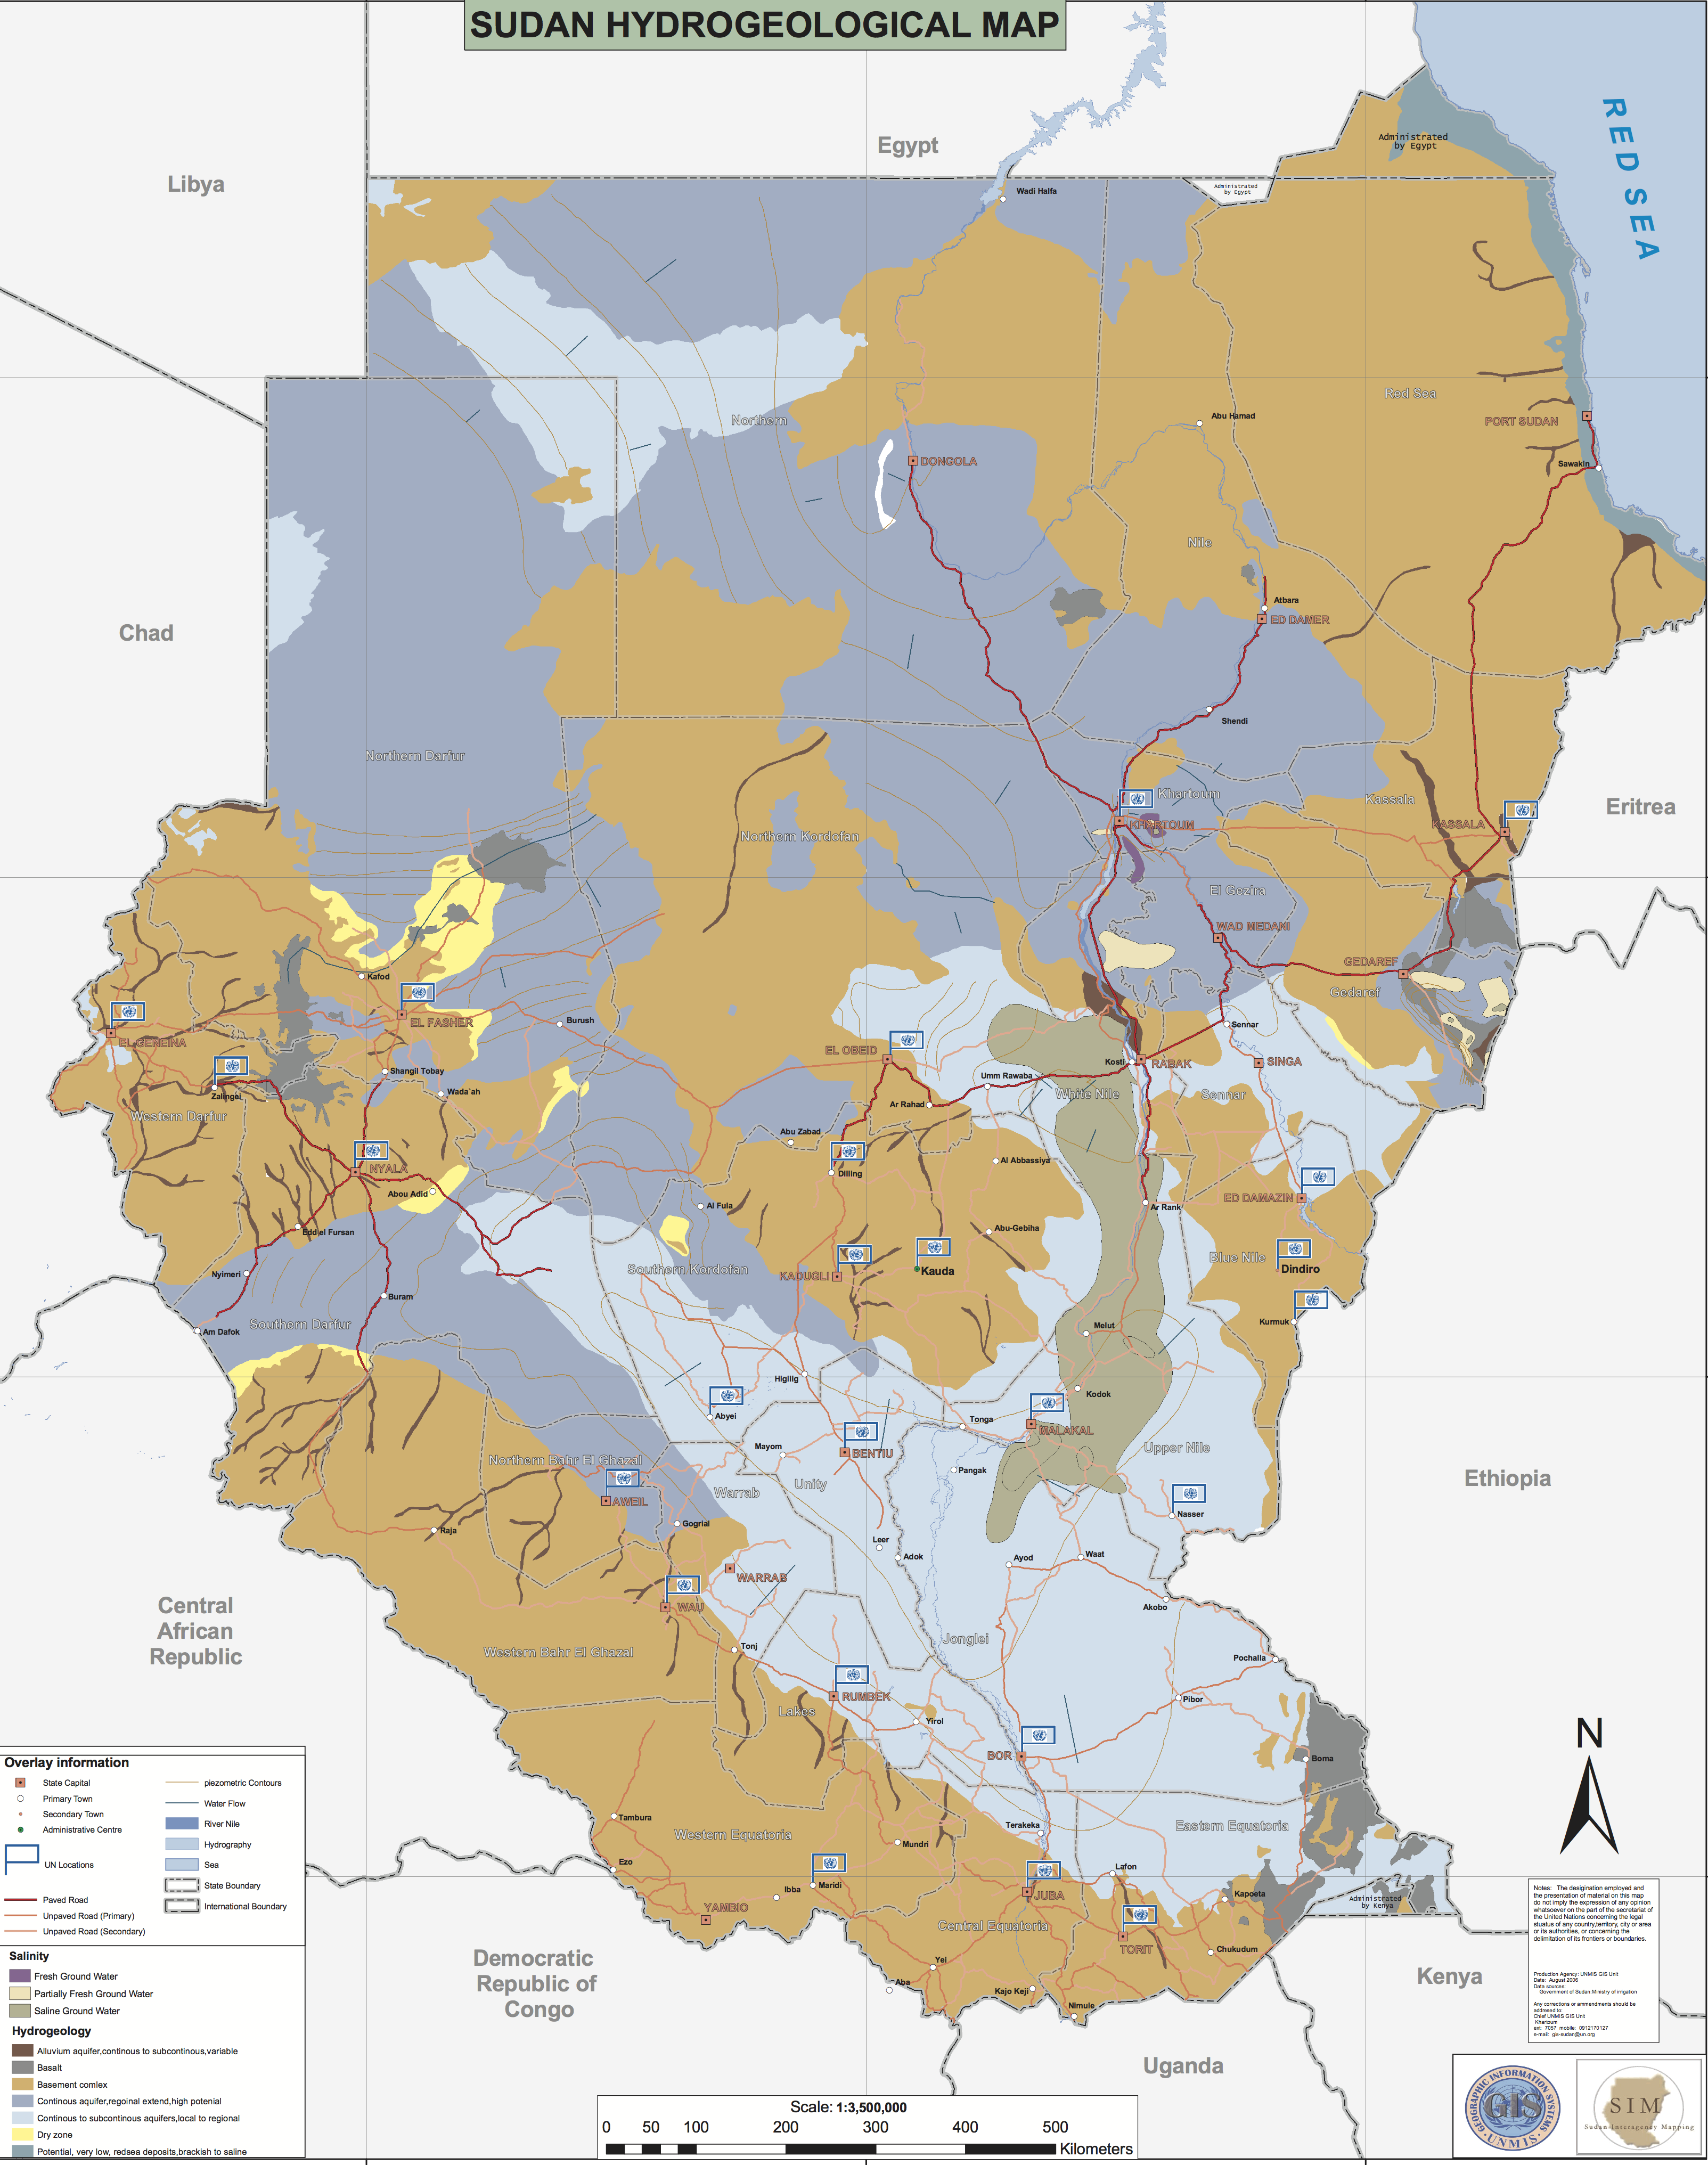 SUDAN HYDROGEOLOGICAL MAP
Egypt
Libya
RED SEA
Administrated
by Egypt
Administrated
by Egypt
Wadi Halfa
Red Sea
PORT SUDAN
Sawakin
Northern
Abu Hamad
DONGOLA
Nile
Atbara
ED DAMER
Chad
Shendi
Northern Darfur
Khartoum
KHARTOUM
Kassala
KASSALA
Eritrea
Northern Kordofan
El Gezira
WAD MEDANI
GEDAREF
Gedaref
Kafod
EL FASHER
Burush
EL GENEINA
EL OBEID
Sennar
Kosti
RABAK
SINGA
Shangil Tobay
Umm Rawaba
White Nile
Sennar
Zalingei
Wada`ah
Ar Rahad
Western Darfur
Abu Zabad
Al Abbassiya
NYALA
Dilling
Abou Adid
ED DAMAZIN
Al Fula
Ar Rank
Edd el Fursan
Abu-Gebiha
Blue Nile
Nyimeri
Southern Kordofan
KADUGLI
Kauda
Dindiro
Buram
Southern Darfur
Am Dafok
Melut
Kurmuk
Higilig
Kodok
Abyei
Tonga
MALAKAL
Mayom
BENTIU
Upper Nile
Northern Bahr El Ghazal
Pangak
Unity
Warrab
Ethiopia
AWEIL
Nasser
Gogrial
Raja
Leer
Adok
Ayod
Waat
WARRAB
Central
African
Republic
WAU
Akobo
Jonglei
Western Bahr El Ghazal
Tonj
Pochalla
RUMBEK
Pibor
Lakes
Yirol
N
BOR
Boma
Tambura
Terakeka
Eastern Equatoria
Western Equatoria
Mundri
Ezo
Maridi
Lafon
Ibba
JUBA
Kapoeta
Administrated
by Kenya
YAMBIO
Central Equatoria
TORIT
Chukudum
Democratic
Republic of
Congo
Yei
Aba
Kajo Keji
Nimule
Kenya
Uganda
Overlay information
State Capital
Primary Town
Secondary Town
Administrative Centre
UN Locations
Paved Road
Unpaved Road (Primary)
Unpaved Road (Secondary)
piezometric Contours
Water Flow
River Nile
Hydrography
Sea
State Boundary
International Boundary
Salinity
Fresh Ground Water
Partially Fresh Ground Water
Saline Ground Water
Hydrogeology
Alluvium aquifer,continous to subcontinous,variable
Basalt
Basement comlex
Continous aquifer,regoinal extend,high potenial
Continous to subcontinous aquifers,local to regional
Dry zone
Potential, very low, redsea deposits,brackish to saline
Scale: 1:3,500,000
0 50 100 200 300 400 500
Kilometers
Notes: The designition employed and
the presentation of material on this map
do not imply the expression of any opinion
whatsoever on the part of the secretariat of
the United Nations concerning the legal
stuatus of any country,territory, city or area
or its authorities, or concerning the
delimitation of its frontiers or boundaries.
Production Agency: UNMIS GIS Unit
Date: August 2008
Data sources:
Government of Sudan:Ministry of irrigation
Any corrections or ammendments should be
addresed to:
Chief UNMIS GIS Unit
Khartoum
ext: 7057 mobile: 0912170127
e-mail: gis-sudan@un.org
GEOGRAPHIC INFORMATION SYSTEMS
GIS
UNMIS
SIM
Sudan Interagency Mapping